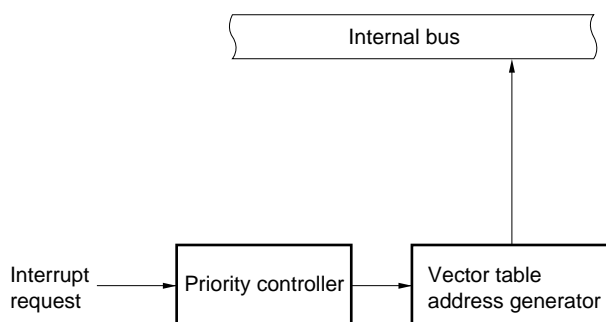 Internal bus
Interrupt
request
Priority controller
Vector table
address generator